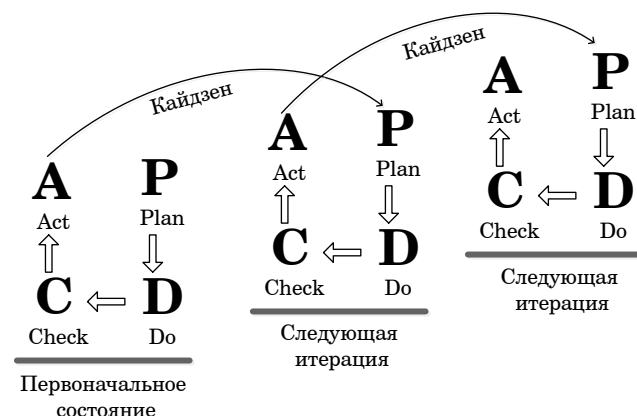 Кайдзен
A P
Act Plan
C D
Check Do
Первоначальное
состояние
Кайдзен
A P
Act Plan
C D
Check Do
Следующая
итерация
A P
Act Plan
C D
Check Do
Следующая
итерация